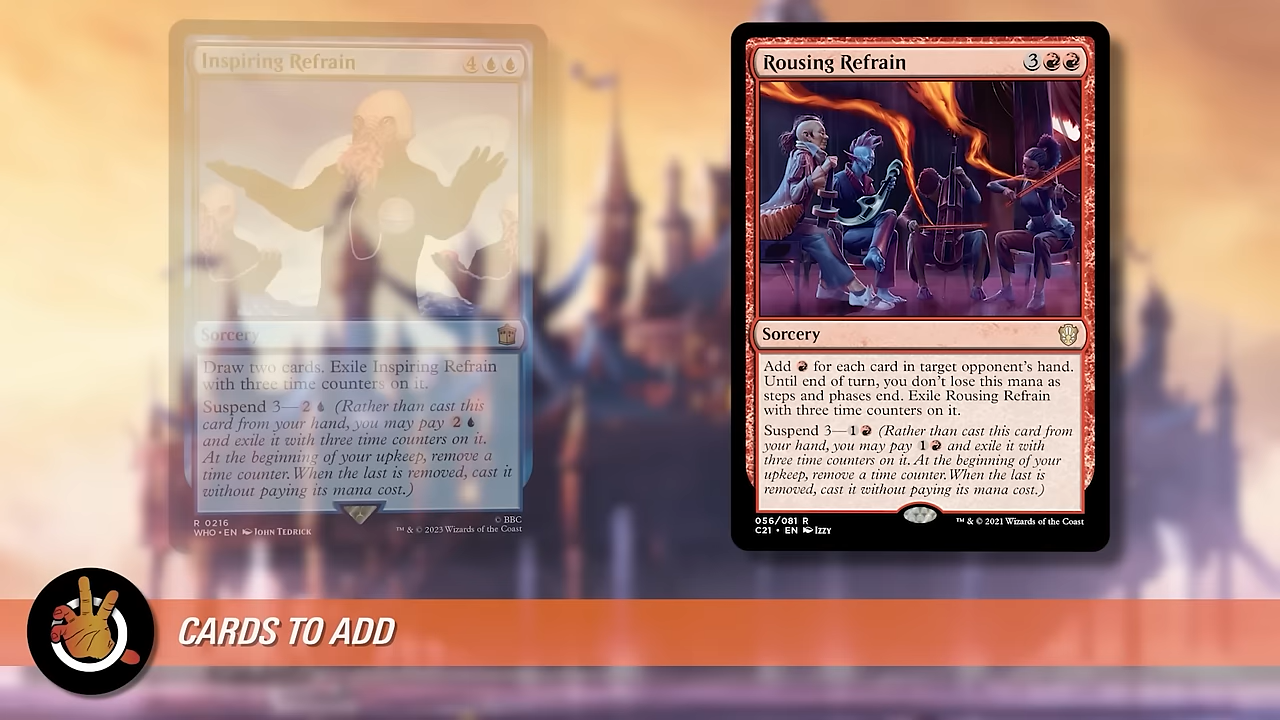 Inspiring Refrain
4
Sorcery
Draw two cards. Exile Inspiring Refrain
with three time counters on it.
Suspend 3—2 (Rather than cast this
card from your hand, you may pay 2
and exile it with three time counters on it.
At the beginning of your upkeep, remove a
time counter. When the last is removed, cast it
without paying its mana cost.)
R 0216
WHO • EN JOHN TEDRICK
© BBC
™ & © 2023 Wizards of the Coast
Rousing Refrain
3
Sorcery
Add for each card in target opponent's hand.
Until end of turn, you don't lose this mana as
steps and phases end. Exile Rousing Refrain
with three time counters on it.
Suspend 3—1 (Rather than cast this card from
your hand, you may pay 1 and exile it with
three time counters on it. At the beginning of your
upkeep, remove a time counter. When the last is
removed, cast it without paying its mana cost.)
056/081 R
C21 • EN IZZY
™ & © 2021 Wizards of the Coast
CARDS TO ADD